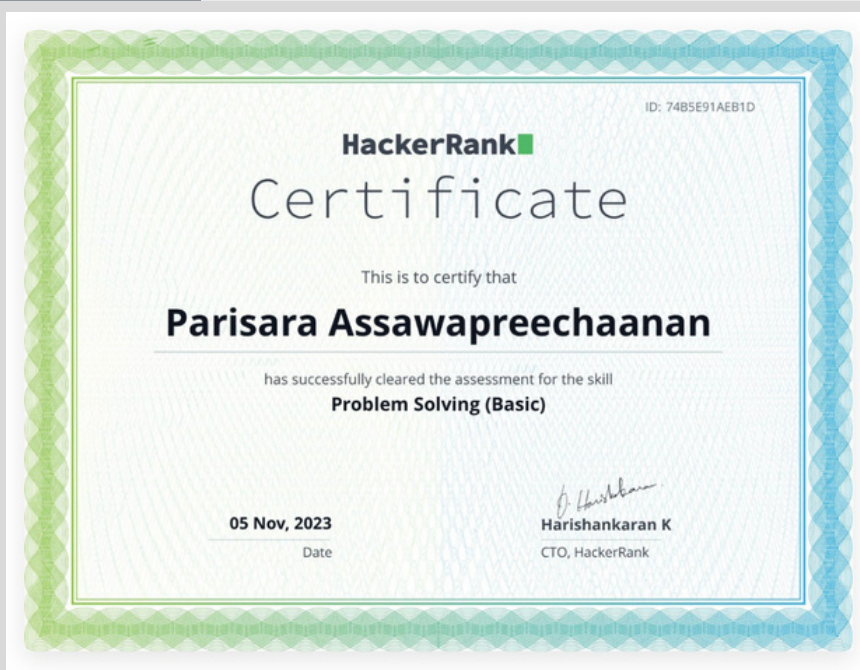 ID: 74B5E91AEB1D
HackerRank
Certificate
This is to certify that
Parisara Assawapreechaanan
has successfully cleared the assessment for the skill
Problem Solving (Basic)
05 Nov, 2023
Date
Harishankaran K
CTO, HackerRank